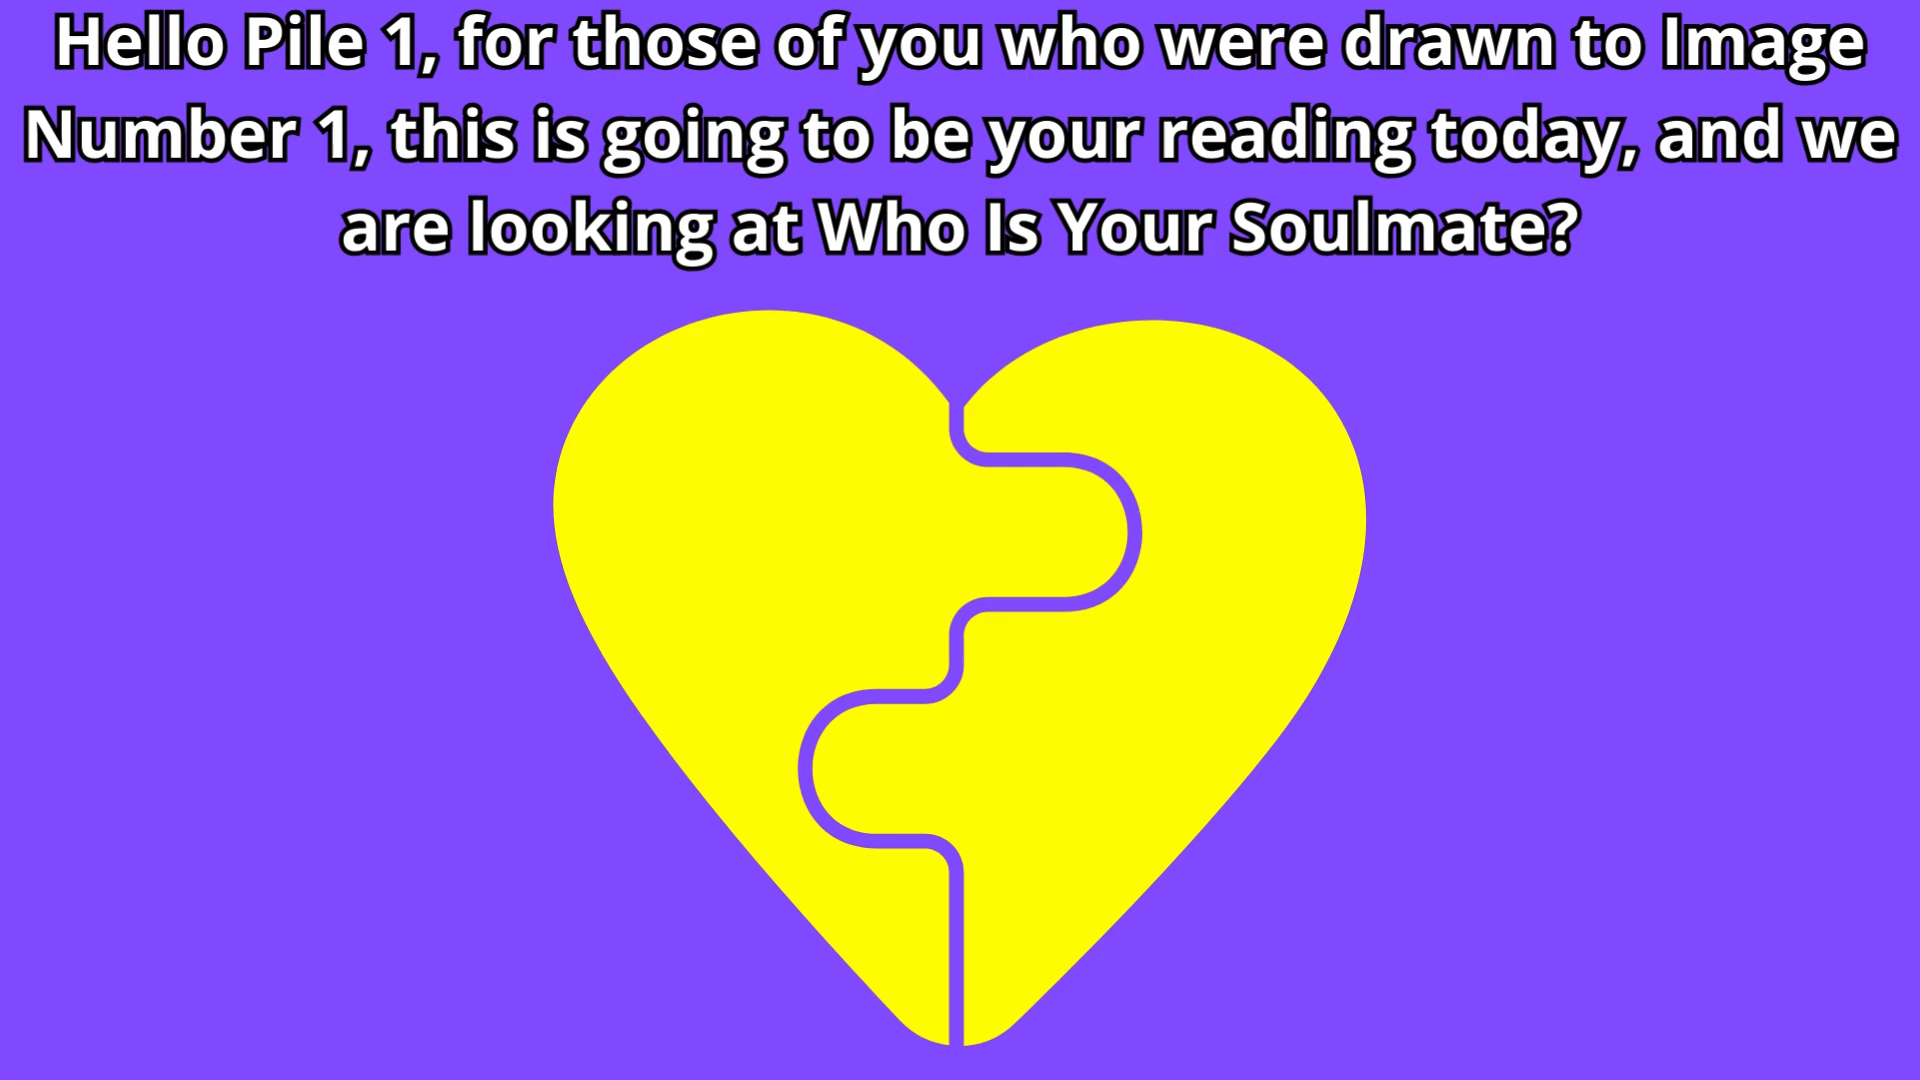 Hello Pile 1, for those of you who were drawn to Image
Number 1, this is going to be your reading today, and we
are looking at Who Is Your Soulmate?